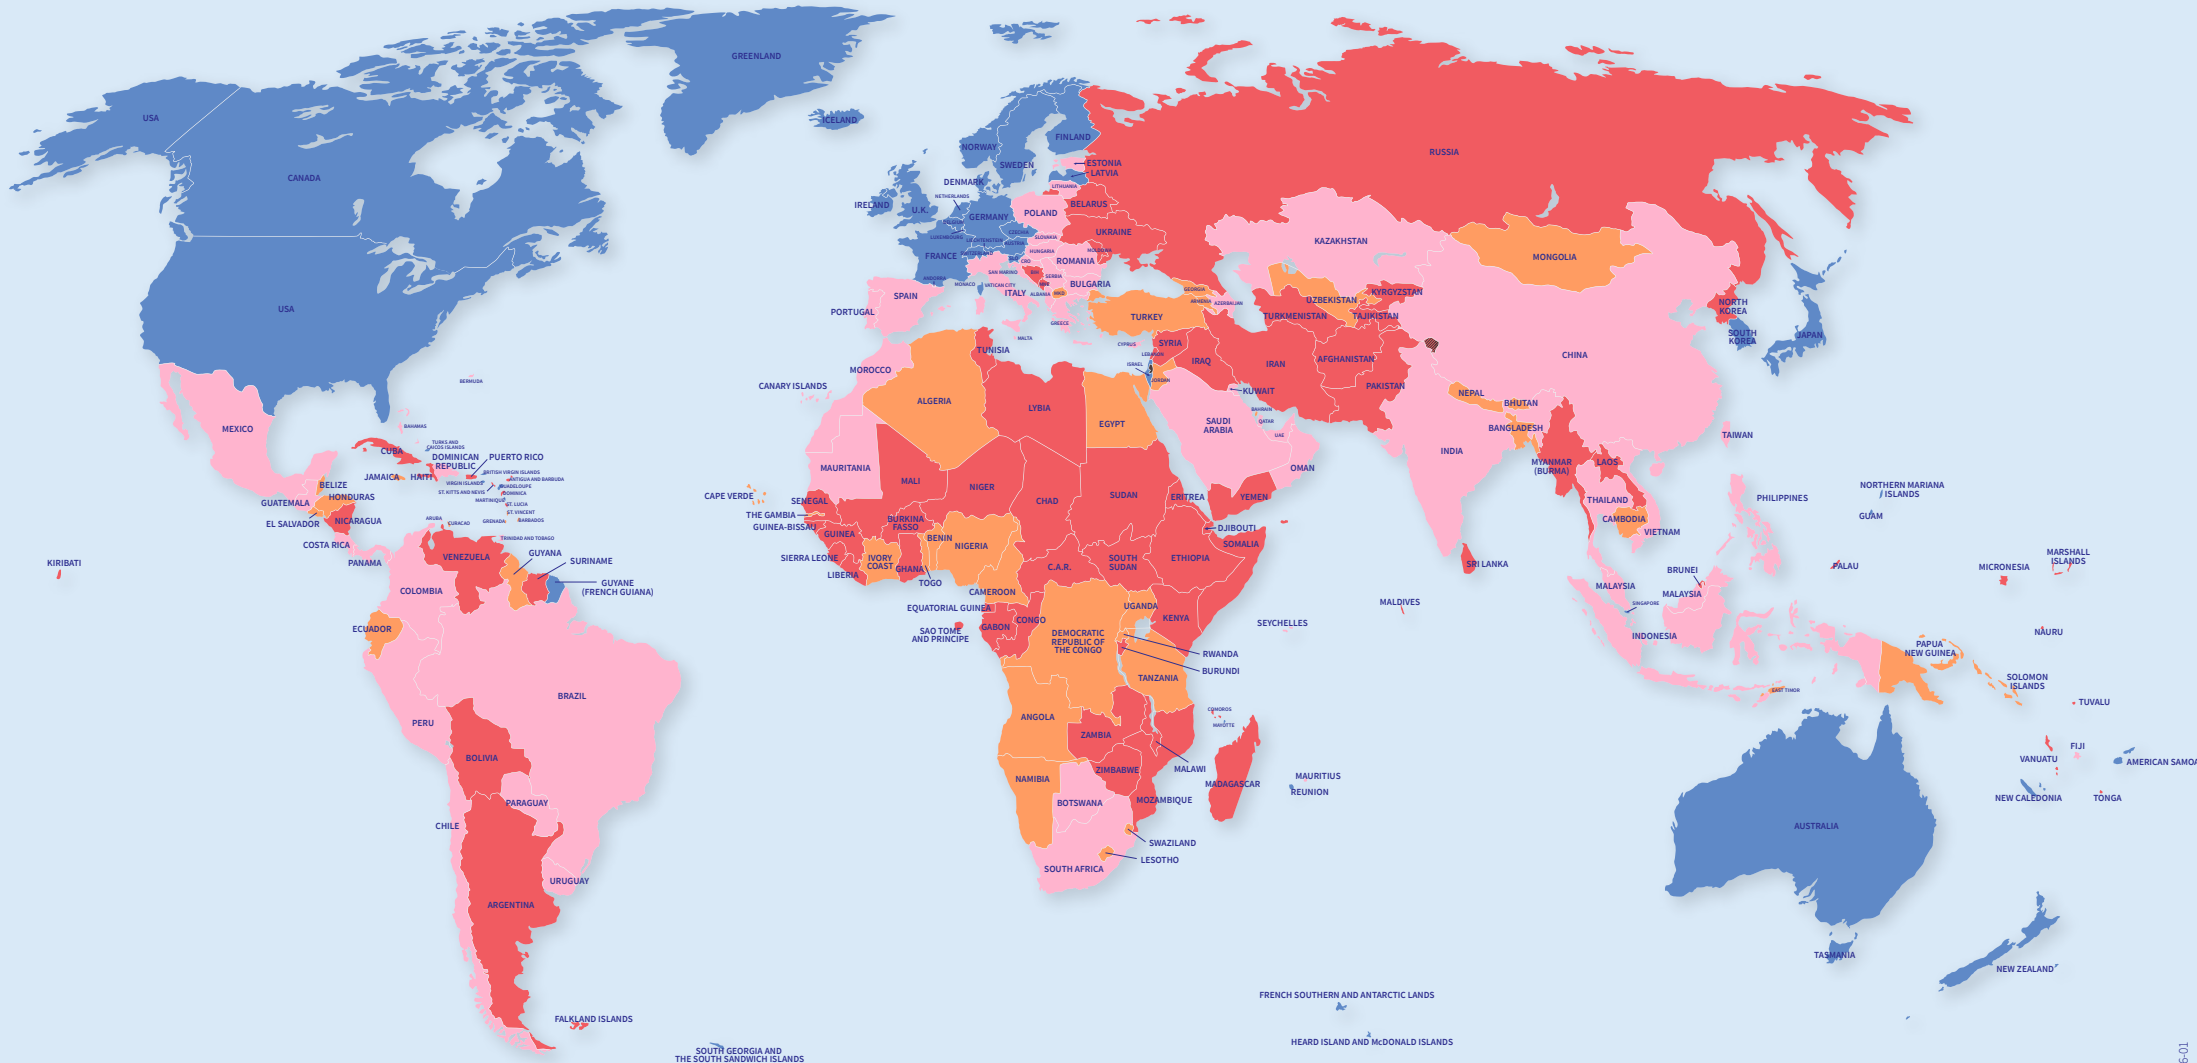 GREENLAND
USA
ICELAND
CANADA
FINLAND
NORWAY
SWEDEN
RUSSIA
ESTONIA
LATVIA
DENMARK
LITHUANIA
NETHERLANDS
IRELAND
U.K.
GERMANY
POLAND
BELARUS
BELGIUM
LUXEMBOURG
CZECHIA
UKRAINE
LIECHTENSTEIN
AUSTRIA
SLOVAKIA
FRANCE
SWITZERLAND
HUNGARY
MOLDOVA
SLO
CRO
ROMANIA
KAZAKHSTAN
MONGOLIA
SAN MARINO
BIH
SERBIA
ANDORRA
MONACO
VATICAN CITY
MNE
BULGARIA
ITALY
ALBANIA
MKD
SPAIN
PORTUGAL
GREECE
TURKEY
GEORGIA
ARMENIA
AZERBAIJAN
UZBEKISTAN
KYRGYZSTAN
TURKMENISTAN
TAJIKISTAN
USA
NORTH
KOREA
SOUTH
KOREA
JAPAN
MALTA
CYPRUS
SYRIA
LEBANON
ISRAEL
JORDAN
IRAQ
IRAN
AFGHANISTAN
PAKISTAN
CHINA
TUNISIA
MOROCCO
CANARY ISLANDS
ALGERIA
LYBIA
EGYPT
KUWAIT
BAHRAIN
QATAR
UAE
SAUDI
ARABIA
OMAN
NEPAL
BHUTAN
BANGLADESH
INDIA
MYANMAR
(BURMA)
LAOS
TAIWAN
BERMUDA
MEXICO
BAHAMAS
TURKS AND
CAICOS ISLANDS
CUBA
DOMINICAN
REPUBLIC
PUERTO RICO
JAMAICA
HAITI
BRITISH VIRGIN ISLANDS
VIRGIN ISLANDS
ANTIGUA AND BARBUDA
GUADELOUPE
ST. KITTS AND NEVIS
DOMINICA
MARTINIQUE
ST. LUCIA
ST. VINCENT
BARBADOS
GRENADA
ARUBA
CURACAO
TRINIDAD AND TOBAGO
BELIZE
GUATEMALA
HONDURAS
EL SALVADOR
NICARAGUA
COSTA RICA
PANAMA
VENEZUELA
GUYANA
SURINAME
GUYANE
(FRENCH GUIANA)
COLOMBIA
ECUADOR
KIRIBATI
MAURITANIA
MALI
NIGER
CHAD
SUDAN
ERITREA
YEMEN
CAPE VERDE
SENEGAL
THE GAMBIA
GUINEA-BISSAU
GUINEA
BURKINA
FASSO
BENIN
NIGERIA
SIERRA LEONE
LIBERIA
IVORY
COAST
GHANA
TOGO
CAMEROON
C.A.R.
SOUTH
SUDAN
ETHIOPIA
DJIBOUTI
SOMALIA
EQUATORIAL GUINEA
SAO TOME
AND PRINCIPE
GABON
CONGO
DEMOCRATIC
REPUBLIC OF
THE CONGO
UGANDA
KENYA
RWANDA
BURUNDI
TANZANIA
SEYCHELLES
THAILAND
CAMBODIA
VIETNAM
PHILIPPINES
SRI LANKA
MALDIVES
BRUNEI
MALAYSIA
MALAYSIA
SINGAPORE
INDONESIA
EAST TIMOR
PALAU
NORTHERN MARIANA
ISLANDS
GUAM
MICRONESIA
MARSHALL
ISLANDS
NAURU
PAPUA
NEW GUINEA
SOLOMON
ISLANDS
TUVALU
FIJI
VANUATU
AMERICAN SAMOA
NEW CALEDONIA
TONGA
BRAZIL
PERU
BOLIVIA
PARAGUAY
CHILE
URUGUAY
ARGENTINA
ANGOLA
ZAMBIA
COMOROS
MAYOTTE
MALAWI
NAMIBIA
ZIMBABWE
BOTSWANA
MOZAMBIQUE
MADAGASCAR
MAURITIUS
REUNION
SWAZILAND
LESOTHO
SOUTH AFRICA
AUSTRALIA
TASMANIA
NEW ZEALAND
FALKLAND ISLANDS
SOUTH GEORGIA AND
THE SOUTH SANDWICH ISLANDS
FRENCH SOUTHERN AND ANTARCTIC LANDS
HEARD ISLAND AND McDONALD ISLANDS
6-01